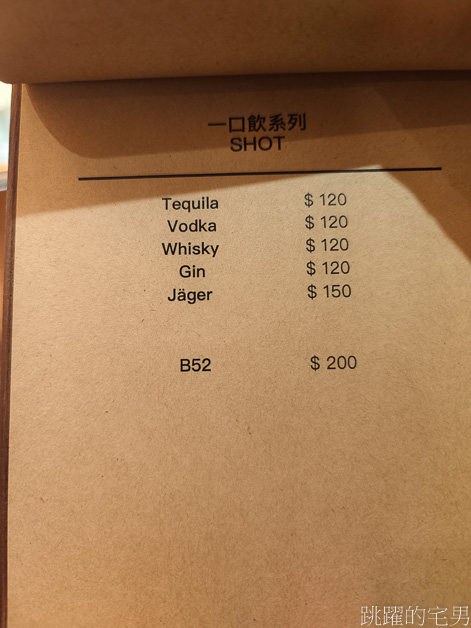 一口飲系列
SHOT
Tequila $ 120
Vodka $ 120
Whisky $ 120
Gin $ 120
Jäger $ 150
B52 $ 200
跳躍的宅男